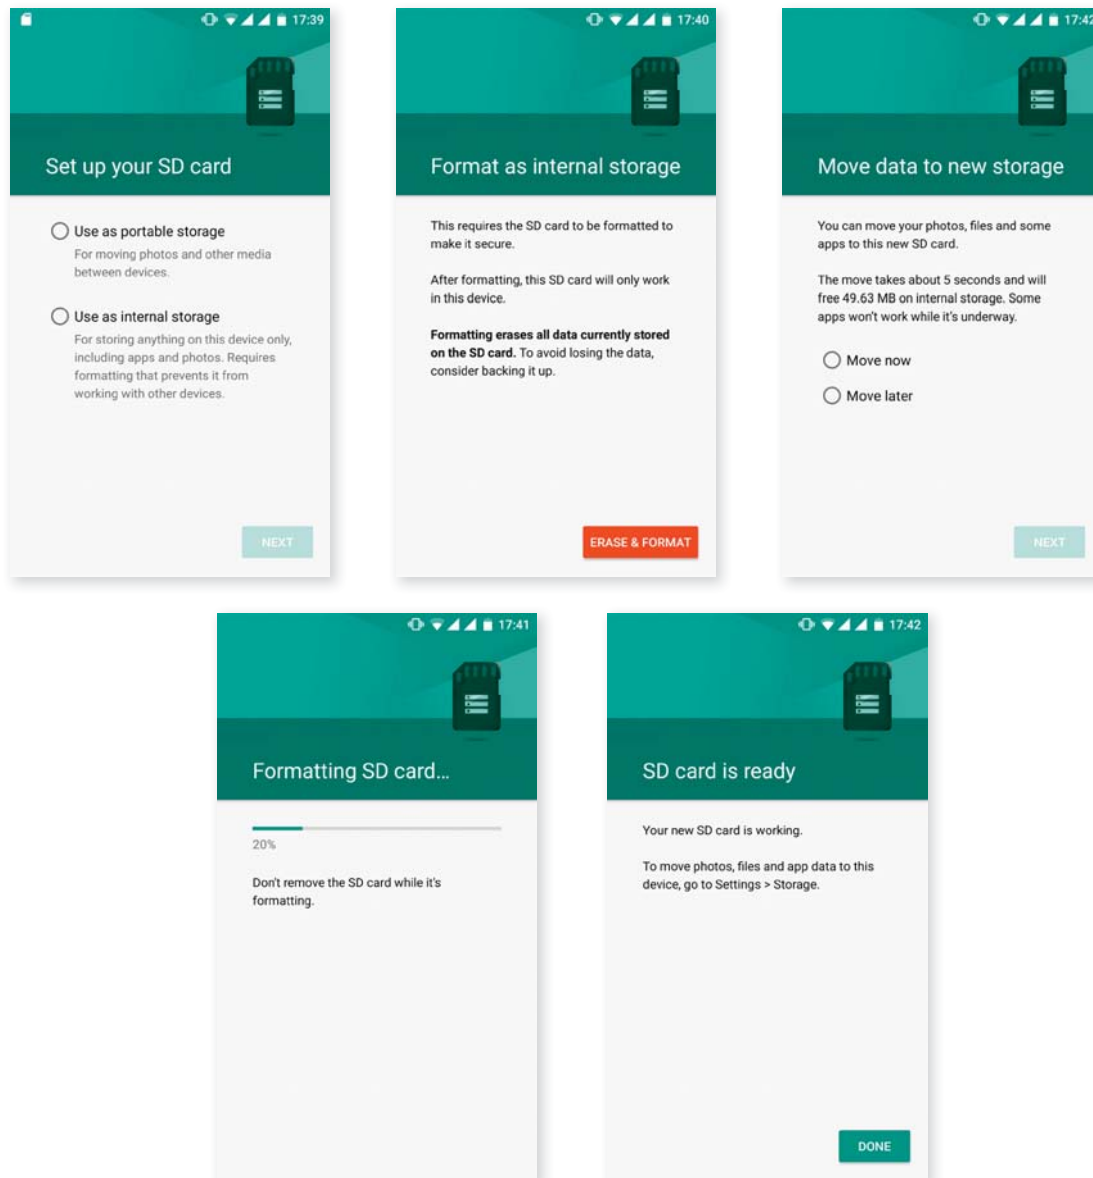 17:39
Set up your SD card
Use as portable storage
For moving photos and other media
between devices.
Use as internal storage
For storing anything on this device only,
including apps and photos. Requires
formatting that prevents it from
working with other devices.
NEXT
17:40
Format as internal storage
This requires the SD card to be formatted to
make it secure.
After formatting, this SD card will only work
in this device.
Formatting erases all data currently stored
on the SD card. To avoid losing the data,
consider backing it up.
ERASE & FORMAT
17:42
Move data to new storage
You can move your photos, files and some
apps to this new SD card.
The move takes about 5 seconds and will
free 49.63 MB on internal storage. Some
apps won't work while it's underway.
Move now
Move later
NEXT
17:41
Formatting SD card...
20%
Don't remove the SD card while it's
formatting.
17:42
SD card is ready
Your new SD card is working.
To move photos, files and app data to this
device, go to Settings > Storage.
DONE